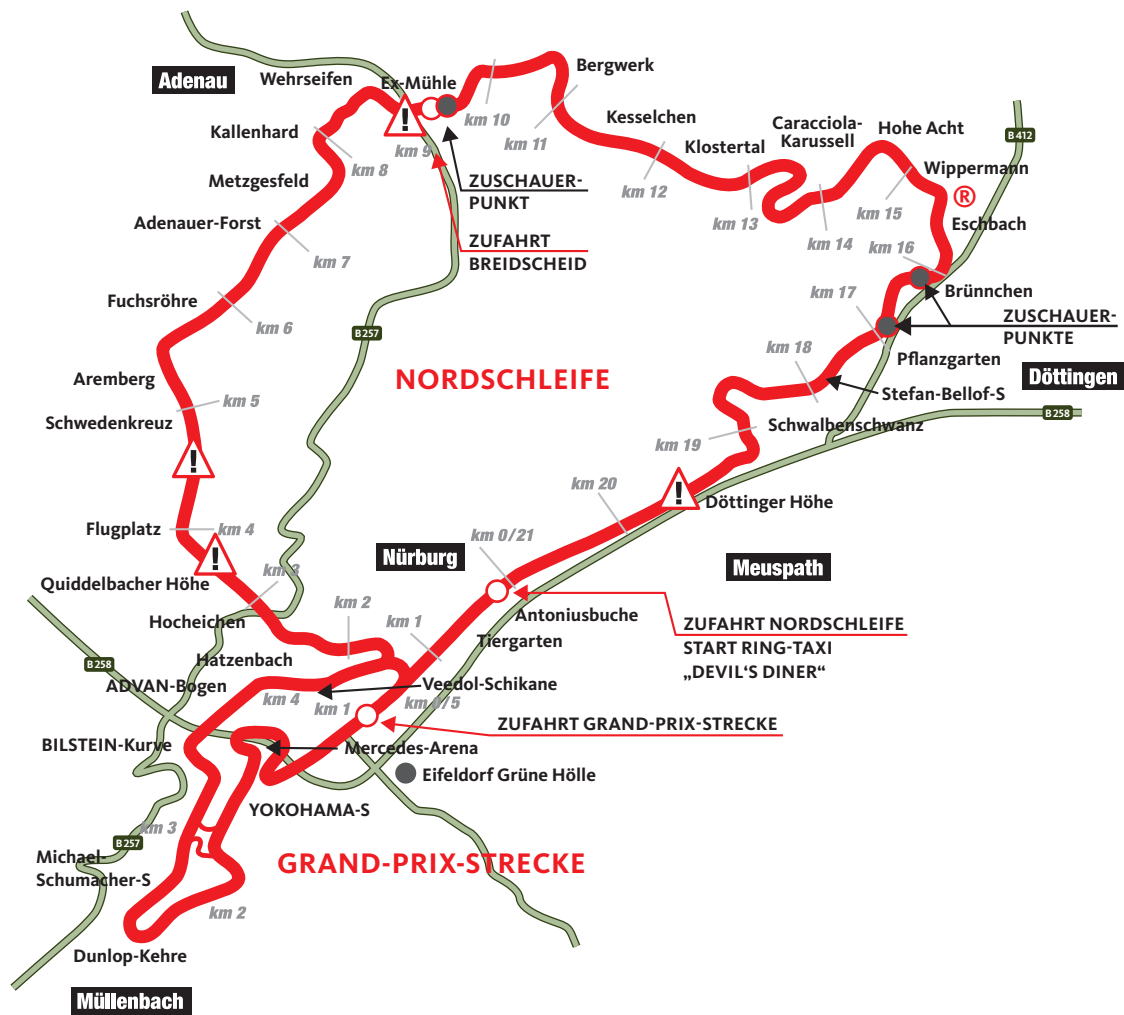 Adenau
Wehrseifen
Ex-Mühle
Bergwerk
!
km 9
km 10
km 11
Kallenhard
km 8
Kesselchen
Klostertal
km 12
km 13
Caracciola-
Karussell
Hohe Acht
B 412
Wippermann
®
Eschbach
km 14
km 15
km 16
Metzgesfeld
ZUSCHAUER-
PUNKT
Adenauer-Forst
km 7
ZUFAHRT
BREIDSCHEID
Fuchsröhre
km 6
B 257
km 17
Brünnchen
ZUSCHAUER-
PUNKTE
Pflanzgarten
Döttingen
km 18
Stefan-Bellof-S
B 258
NORDSCHLEIFE
Aremberg
km 5
Schwedenkreuz
!
Schwalbenschwanz
km 19
!
Döttinger Höhe
km 20
Flugplatz
km 4
!
Quiddelbacher Höhe
km 3
Nürburg
km 0/21
Meuspath
Hocheichen
km 2
km 1
Antoniusbuche
Tiergarten
ZUFAHRT NORDSCHLEIFE
START RING-TAXI
„DEVIL‘S DINER“
Hatzenbach
B 258
ADVAN-Bogen
km 4
km 1
Veedol-Schikane
km 0/5
ZUFAHRT GRAND-PRIX-STRECKE
BILSTEIN-Kurve
Mercedes-Arena
Eifeldorf Grüne Hölle
YOKOHAMA-S
km 3
B 257
Michael-
Schumacher-S
GRAND-PRIX-STRECKE
km 2
Dunlop-Kehre
Müllenbach